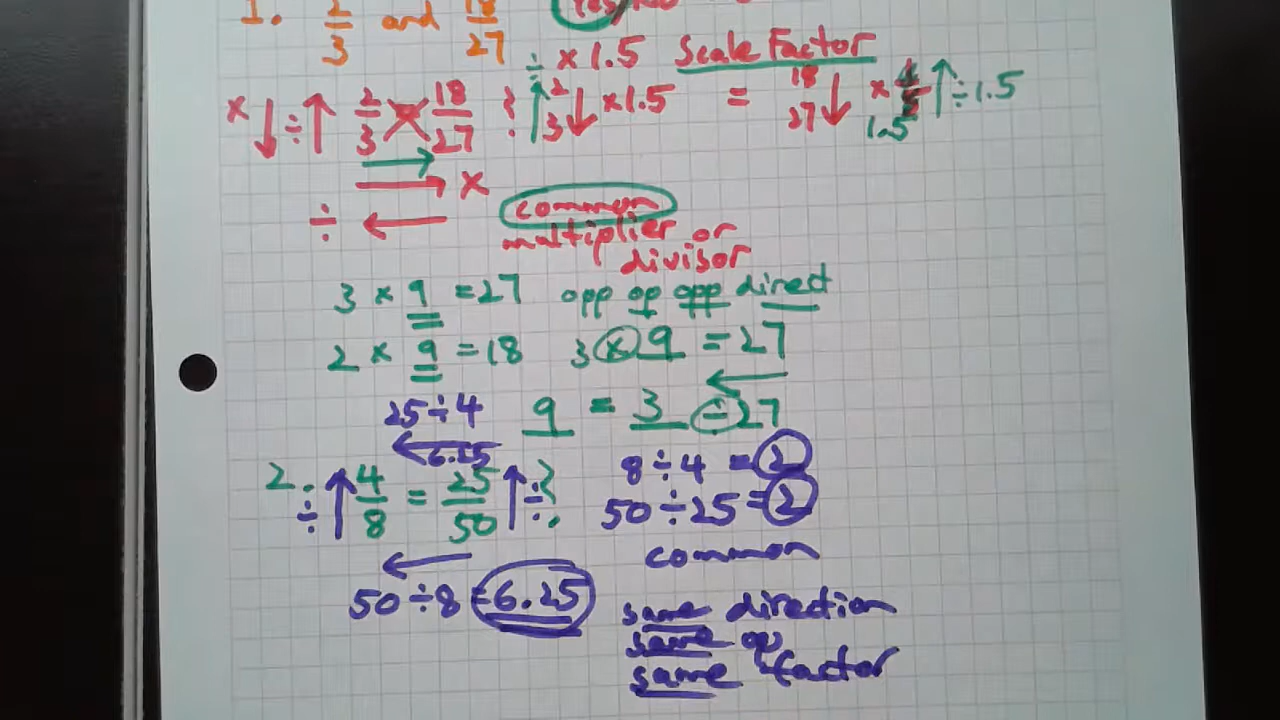 1. 2/3 and 18/27 Yes/No
÷ × 1.5 Scale Factor
× ÷ 2/3 18/27 ? 2/3 × 1.5 = 18/27 × 1.5 ÷ 1.5
×
÷ common
multiplier or
divisor
3 × 9 = 27 opp op opp direct
2 × 9 = 18 3 × 9 = 27
25 ÷ 4 9 = 3 ÷ 27
6.25
2. ÷ 4/8 = 25/50 ÷ ?
8 ÷ 4 = 2
50 ÷ 25 = 2
common
50 ÷ 8 = 6.25
same direction
same op
same factor